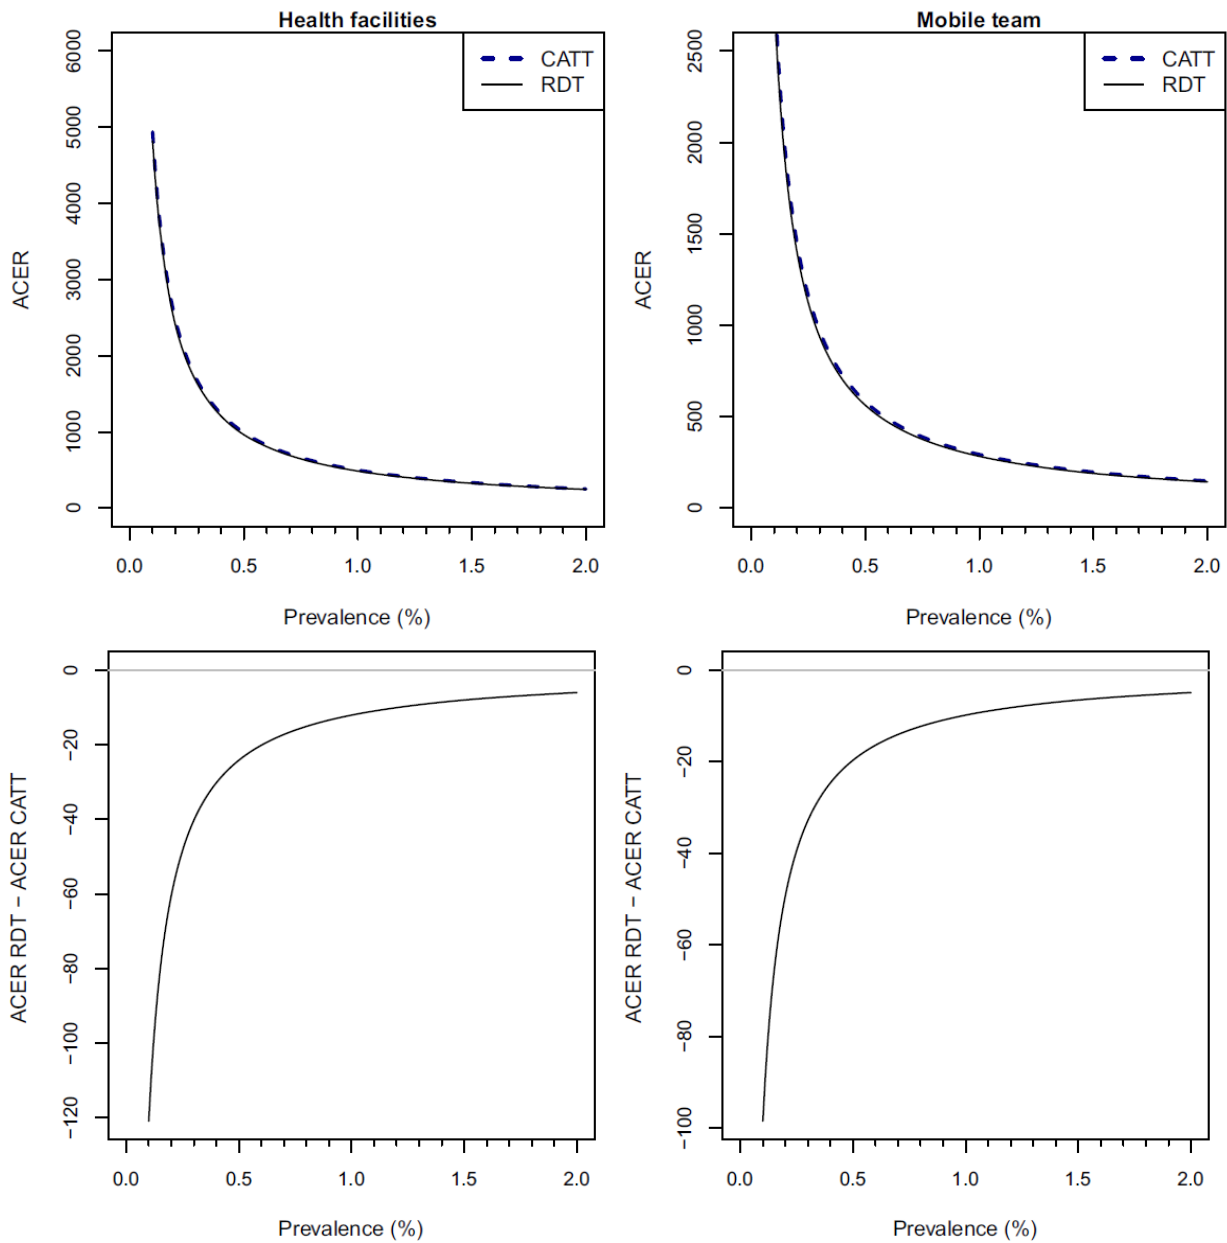 Health facilities
CATT
RDT
6000
5000
4000
3000
2000
1000
0
ACER
0.0 0.5 1.0 1.5 2.0
Prevalence (%)
Mobile team
CATT
RDT
2500
2000
1500
1000
500
0
ACER
0.0 0.5 1.0 1.5 2.0
Prevalence (%)
0
−20
−40
−60
−80
−100
−120
ACER RDT − ACER CATT
0.0 0.5 1.0 1.5 2.0
Prevalence (%)
0
−20
−40
−60
−80
−100
ACER RDT − ACER CATT
0.0 0.5 1.0 1.5 2.0
Prevalence (%)